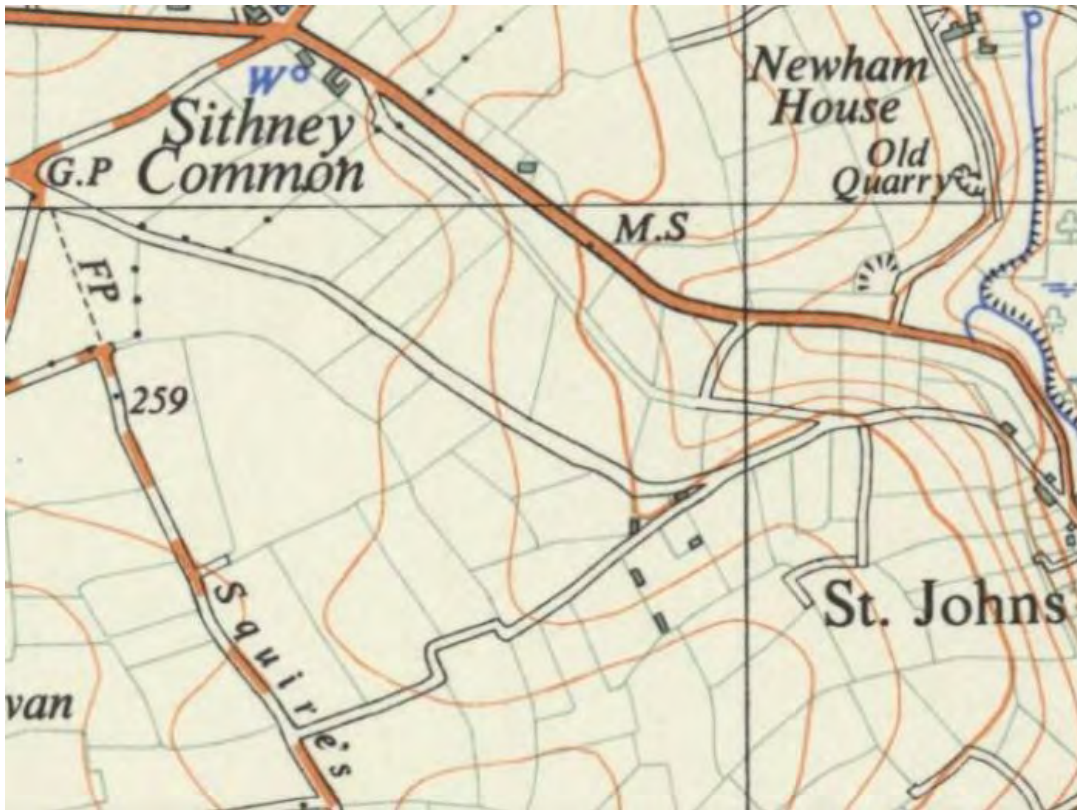 Newham
House
W
Sithney
Common
Old
Quarry
G.P
M.S
FP
259
St. Johns
Squire's
van